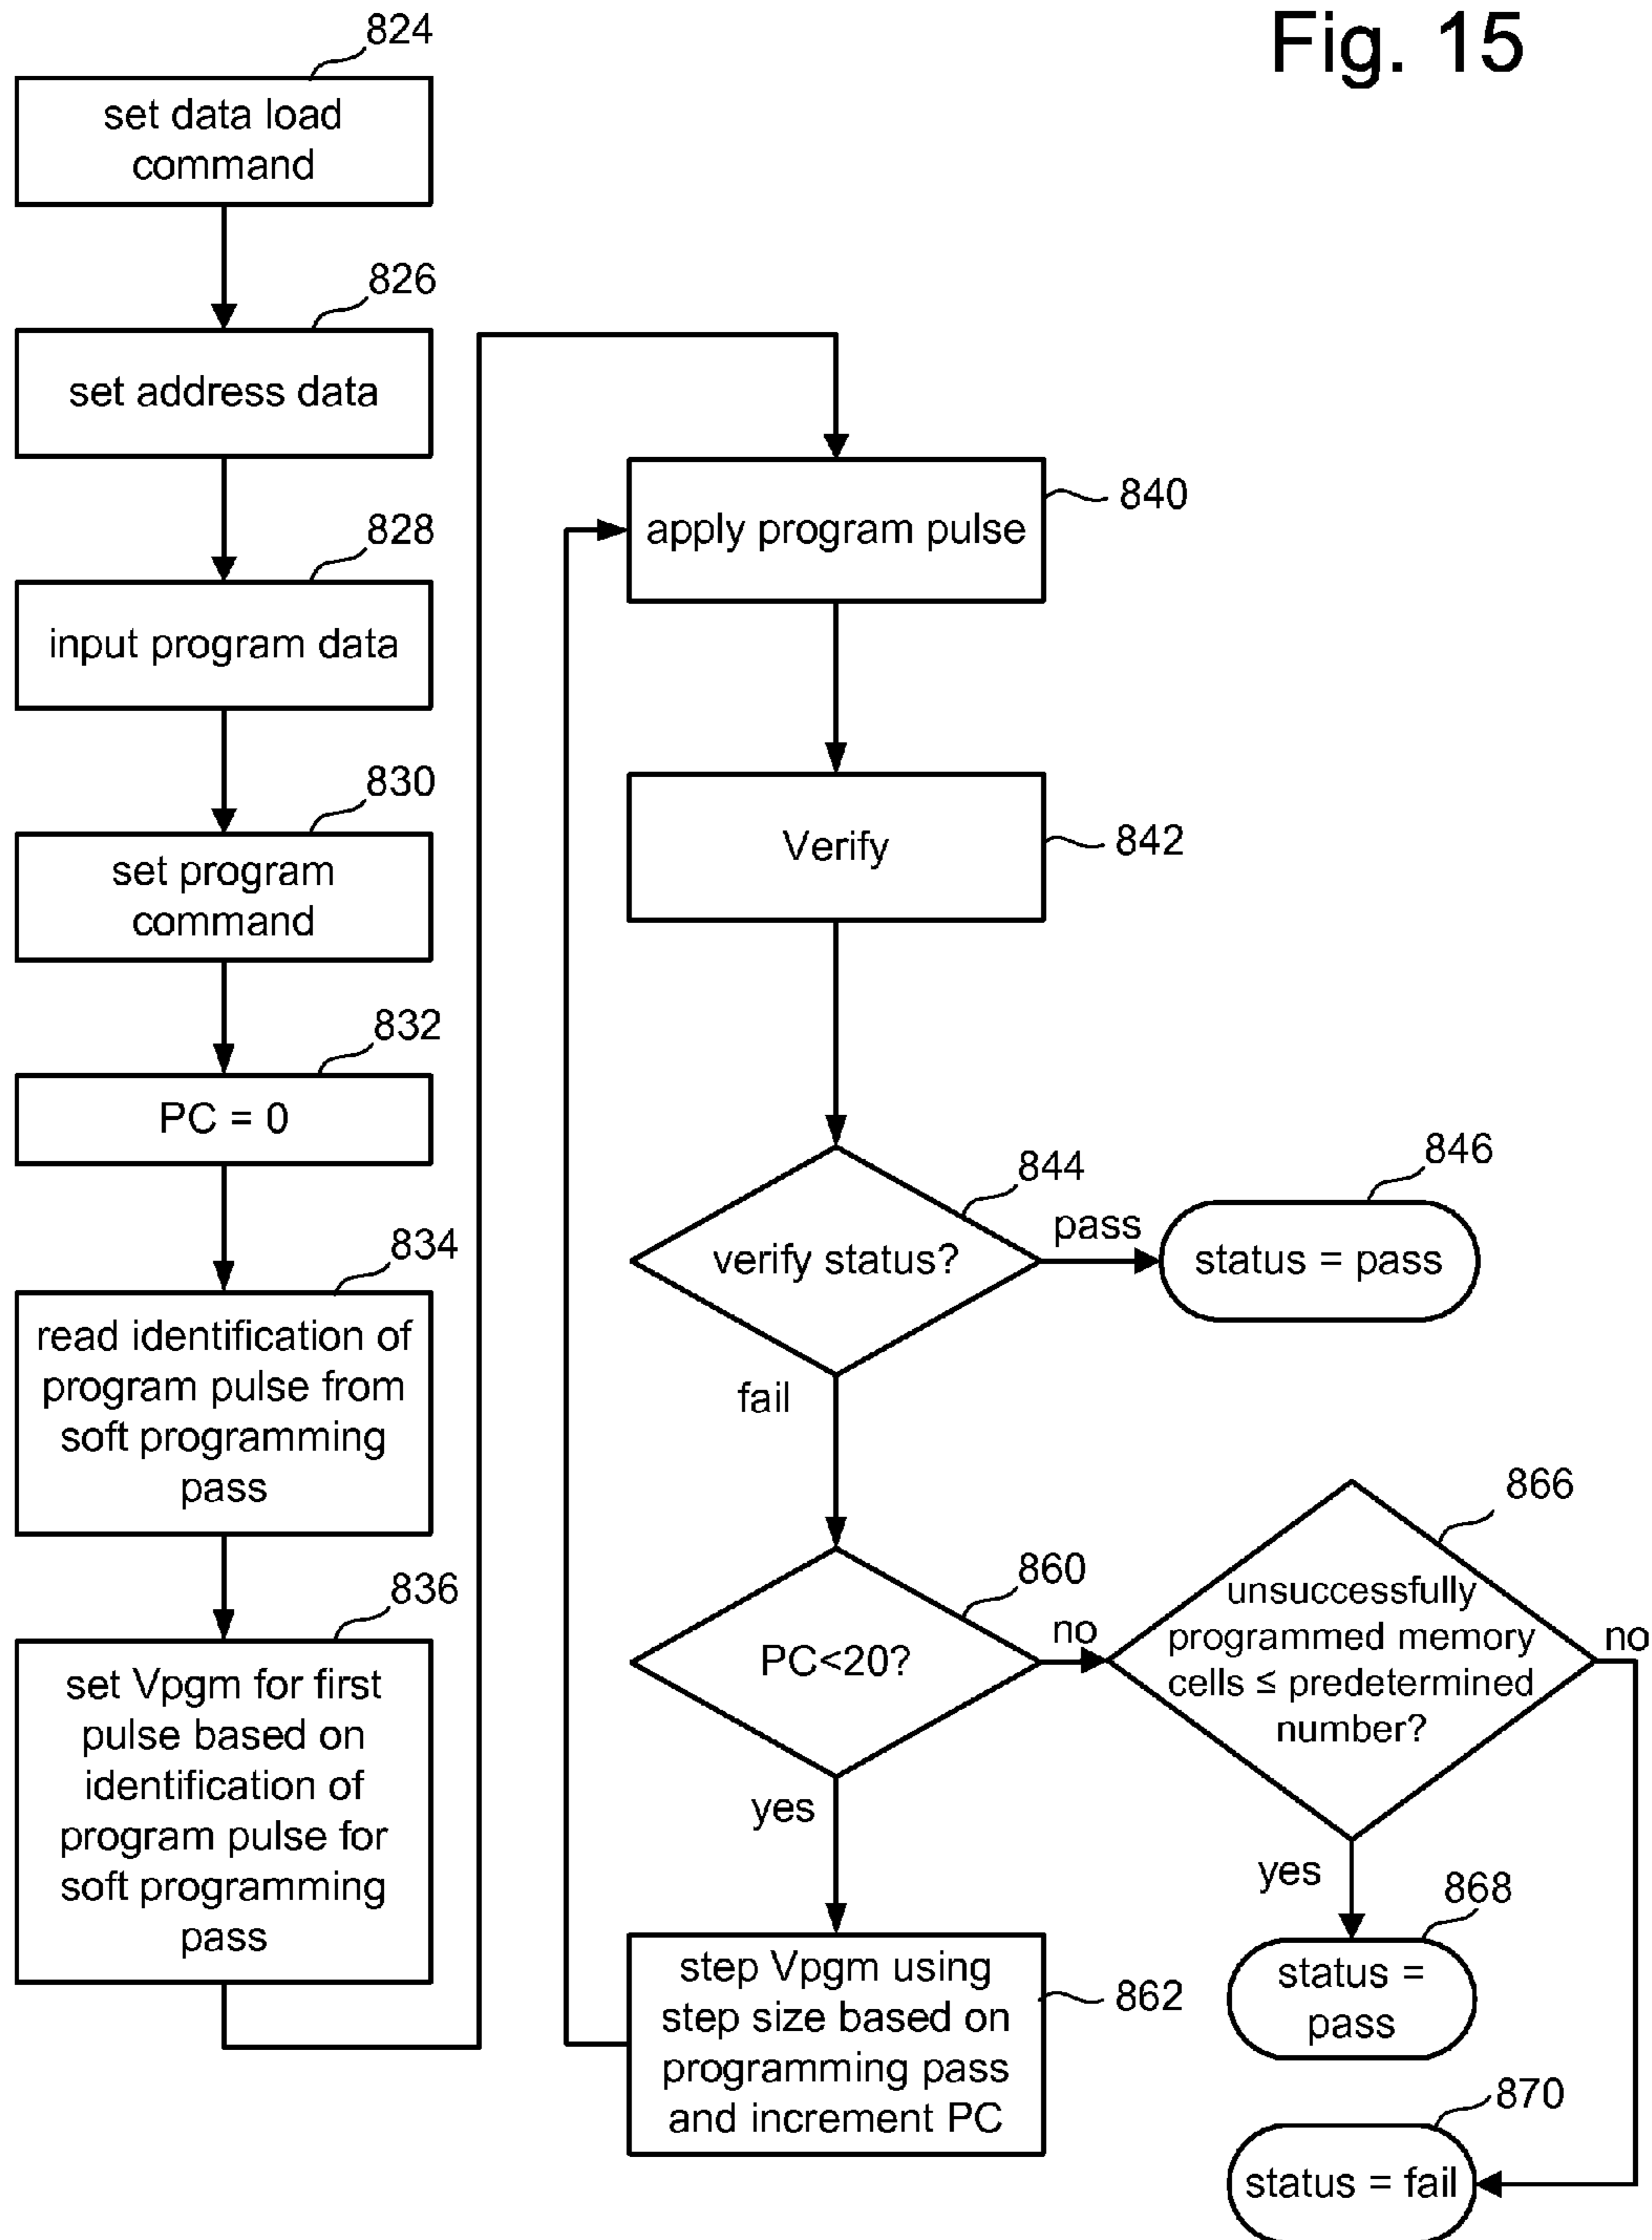 Fig. 15
824
set data load
command
826
set address data
828
input program data
830
set program
command
832
PC = 0
834
read identification of
program pulse from
soft programming
pass
836
set Vpgm for first
pulse based on
identification of
program pulse for
soft programming
pass
840
apply program pulse
842
Verify
844
verify status?
pass
846
status = pass
fail
860
PC<20?
no
866
unsuccessfully
programmed memory
cells ≤ predetermined
number?
no
yes
862
step Vpgm using
step size based on
programming pass
and increment PC
yes
868
status =
pass
870
status = fail